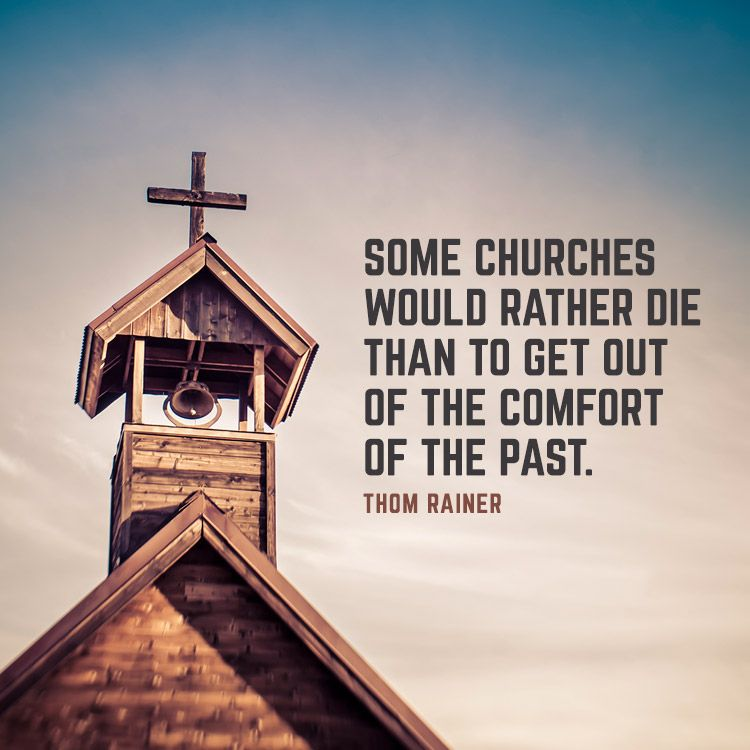 SOME CHURCHES
WOULD RATHER DIE
THAN TO GET OUT
OF THE COMFORT
OF THE PAST.
THOM RAINER